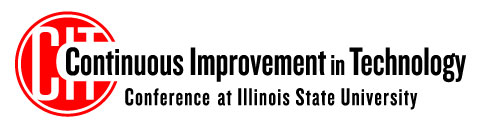 CIT
Continuous Improvement in Technology
Conference at Illinois State University